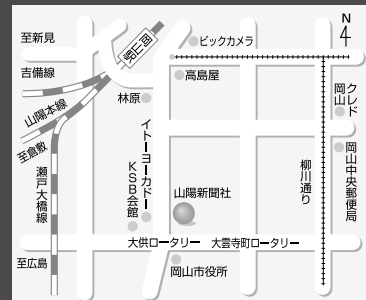 至新見
吉備線
岡山駅
ビックカメラ
N
4
高島屋
林原
山陽本線
至倉敷
瀬戸大橋線
イトーヨーカドー
KSB会館
山陽新聞社
クレド
岡山
岡山中央郵便局
柳川通り
大供ロータリー
大雲寺町ロータリー
至広島
岡山市役所